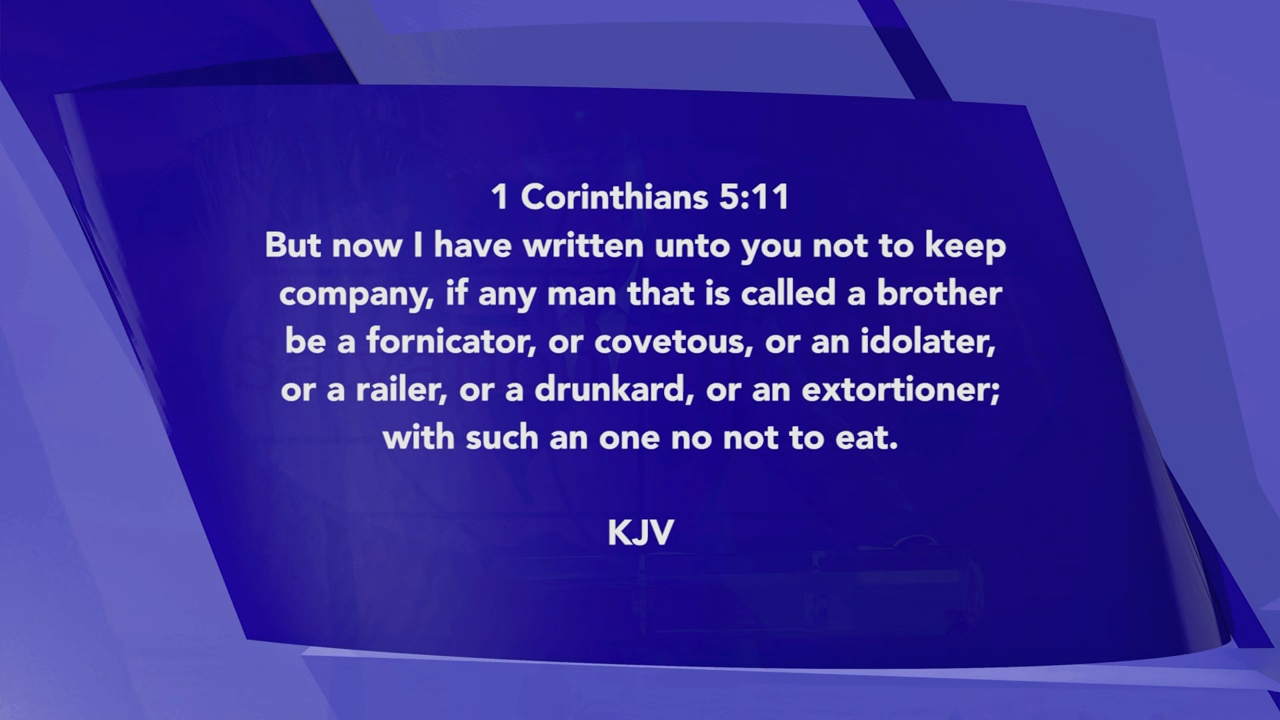 1 Corinthians 5:11
But now I have written unto you not to keep
company, if any man that is called a brother
be a fornicator, or covetous, or an idolater,
or a railer, or a drunkard, or an extortioner;
with such an one no not to eat.
KJV